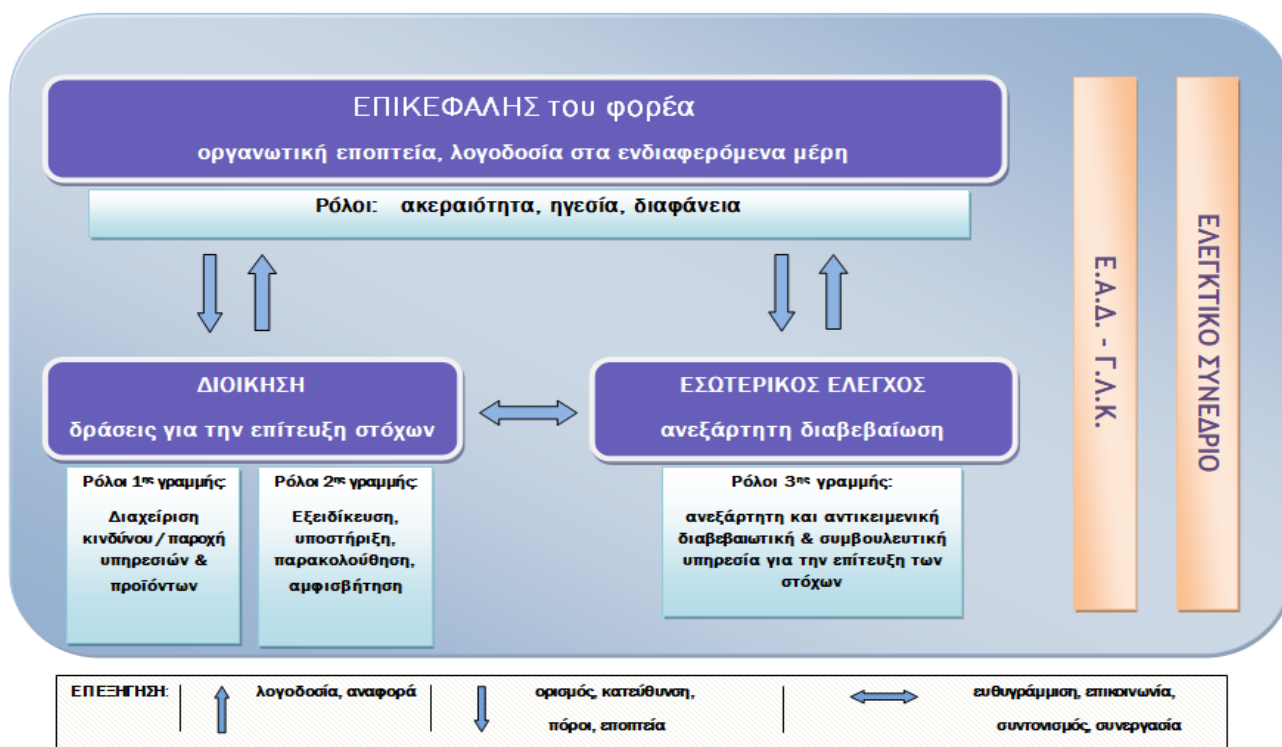 ΕΠΙΚΕΦΑΛΗΣ του φορέα
οργανωτική εποπτεία, λογοδοσία στα ενδιαφερόμενα μέρη
Ρόλοι: ακεραιότητα, ηγεσία, διαφάνεια
ΔΙΟΙΚΗΣΗ
δράσεις για την επίτευξη στόχων
Ρόλοι 1ης γραμμής:
Διαχείριση
κινδύνου / παροχή
υπηρεσιών &
προϊόντων
Ρόλοι 2ης γραμμής:
Εξειδίκευση,
υποστήριξη,
παρακολούθηση,
αμφισβήτηση
ΕΣΩΤΕΡΙΚΟΣ ΕΛΕΓΧΟΣ
ανεξάρτητη διαβεβαίωση
Ρόλοι 3ης γραμμής:
ανεξάρτητη και αντικειμενική
διαβεβαιωτική & συμβουλευτική
υπηρεσία για την επίτευξη των
στόχων
Ε.Α.Δ. - Γ.Λ.Κ.
ΕΛΕΓΚΤΙΚΟ ΣΥΝΕΔΡΙΟ
ΕΠΕΞΗΓΗΣΗ:
λογοδοσία, αναφορά
ορισμός, κατεύθυνση,
πόροι, εποπτεία
ευθυγράμμιση, επικοινωνία,
συντονισμός, συνεργασία